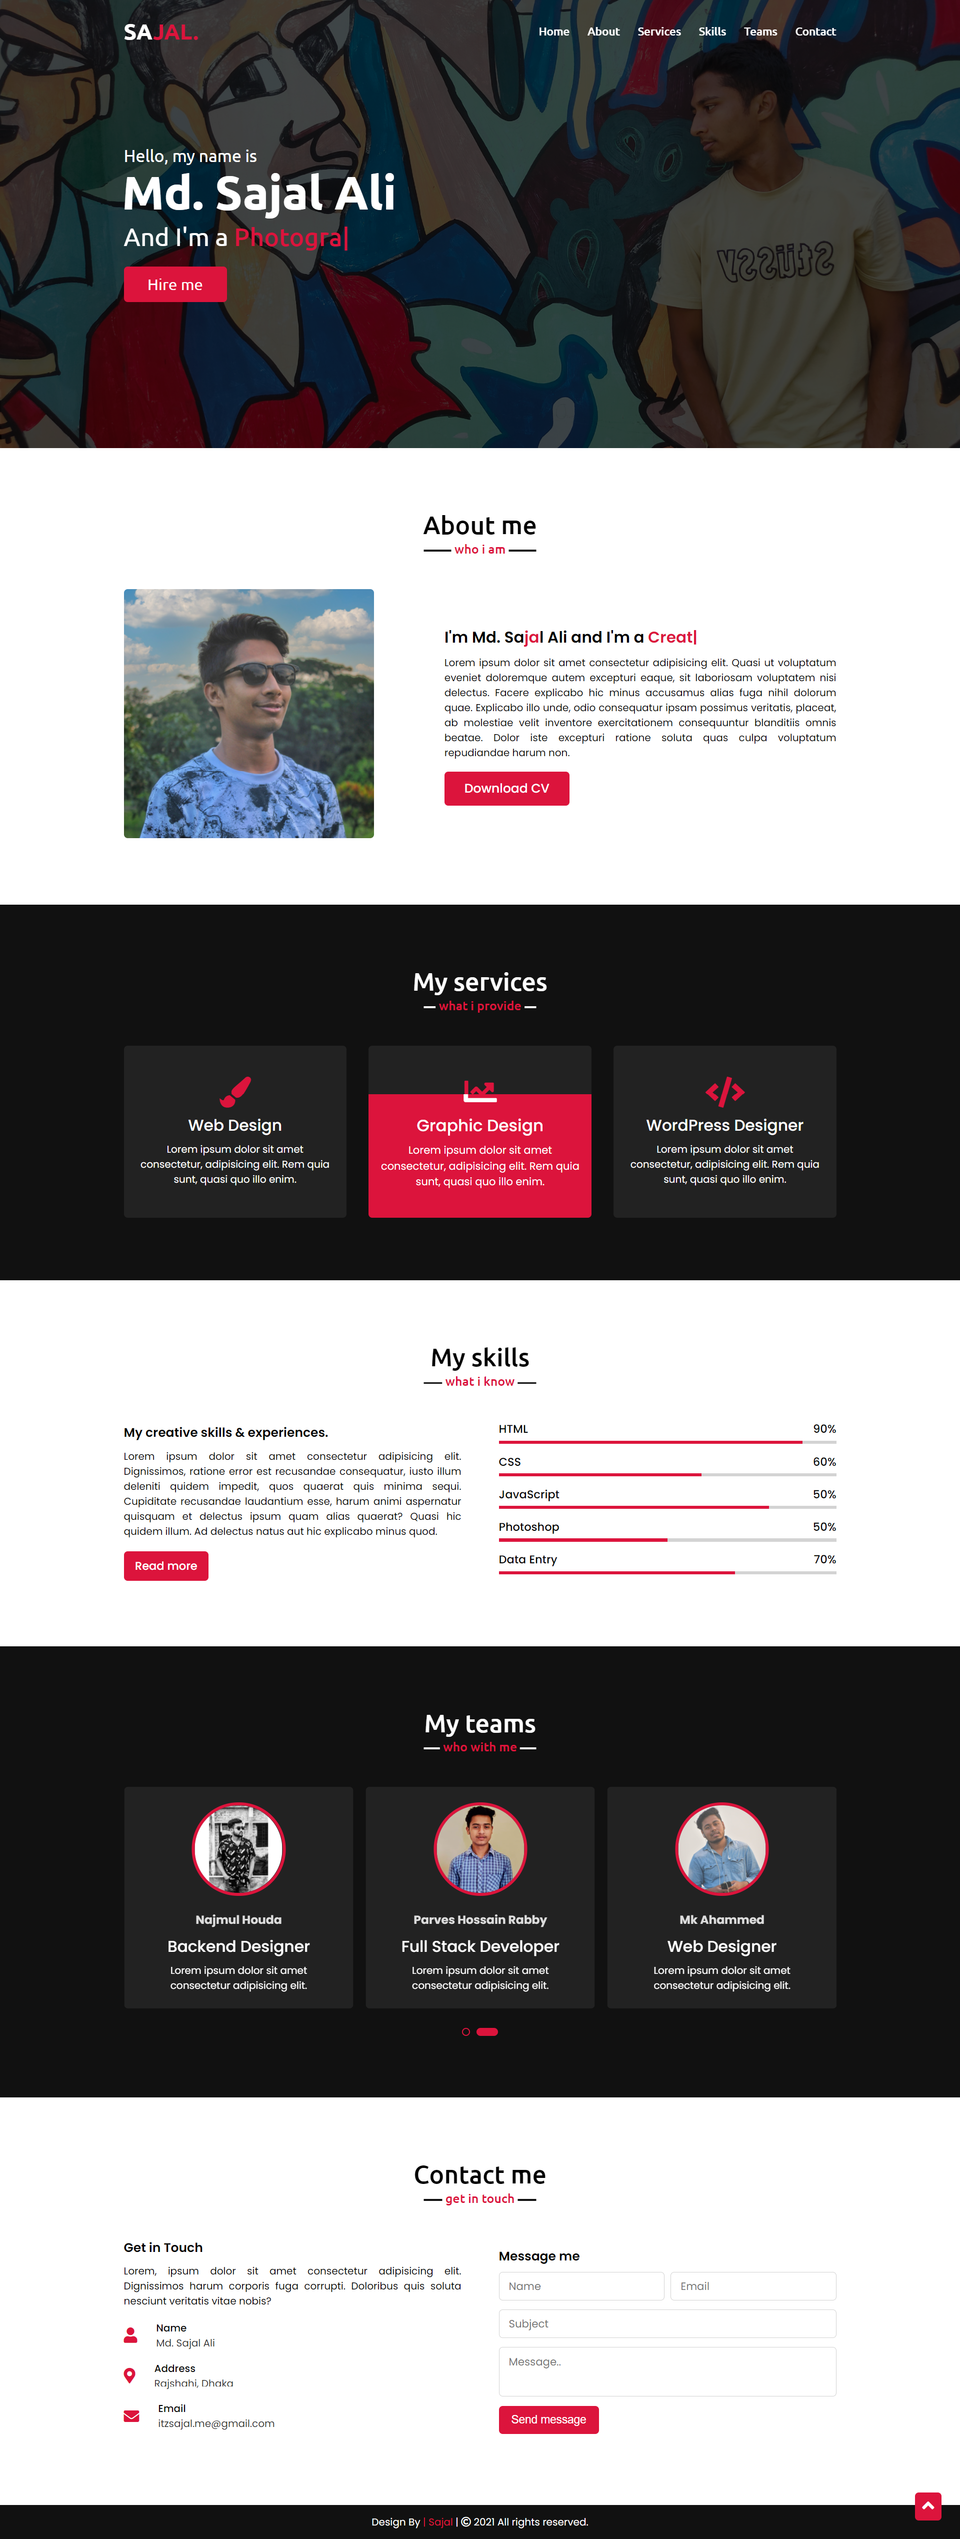 SAJAL.
Home About Services Skills Teams Contact
Hello, my name is
Md. Sajal Ali
And I'm a Photogra|
Hire me
Stüssy
About me
who i am
I'm Md. Sajal Ali and I'm a Creat|
Lorem ipsum dolor sit amet consectetur adipisicing elit. Quasi ut voluptatum
eveniet doloremque autem excepturi eaque, sit laboriosam voluptatem nisi
delectus. Facere explicabo hic minus accusamus alias fuga nihil dolorum
quae. Explicabo illo unde, odio consequatur ipsam possimus veritatis, placeat,
ab molestiae velit inventore exercitationem consequuntur blanditiis omnis
beatae. Dolor iste excepturi ratione soluta quas culpa voluptatum
repudiandae harum non.
Download CV
My services
what i provide
Web Design
Lorem ipsum dolor sit amet
consectetur, adipisicing elit. Rem quia
sunt, quasi quo illo enim.
Graphic Design
Lorem ipsum dolor sit amet
consectetur, adipisicing elit. Rem quia
sunt, quasi quo illo enim.
WordPress Designer
Lorem ipsum dolor sit amet
consectetur, adipisicing elit. Rem quia
sunt, quasi quo illo enim.
My skills
what i know
My creative skills & experiences.
Lorem ipsum dolor sit amet consectetur adipisicing elit.
Dignissimos, ratione error est recusandae consequatur, iusto illum
deleniti quidem impedit, quos quaerat quis minima sequi.
Cupiditate recusandae laudantium esse, harum animi aspernatur
quisquam et delectus ipsum quam alias quaerat? Quasi hic
quidem illum. Ad delectus natus aut hic explicabo minus quod.
Read more
HTML 90%
CSS 60%
JavaScript 50%
Photoshop 50%
Data Entry 70%
My teams
who with me
Najmul Houda
Backend Designer
Lorem ipsum dolor sit amet
consectetur adipisicing elit.
Parves Hossain Rabby
Full Stack Developer
Lorem ipsum dolor sit amet
consectetur adipisicing elit.
Mk Ahammed
Web Designer
Lorem ipsum dolor sit amet
consectetur adipisicing elit.
Contact me
get in touch
Get in Touch
Lorem, ipsum dolor sit amet consectetur adipisicing elit.
Dignissimos harum corporis fuga corrupti. Doloribus quis soluta
nesciunt veritatis vitae nobis?
Name
Md. Sajal Ali
Address
Rajshahi, Dhaka
Email
itzsajal.me@gmail.com
Message me
Name
Email
Subject
Message..
Send message
Design By | Sajal | © 2021 All rights reserved.